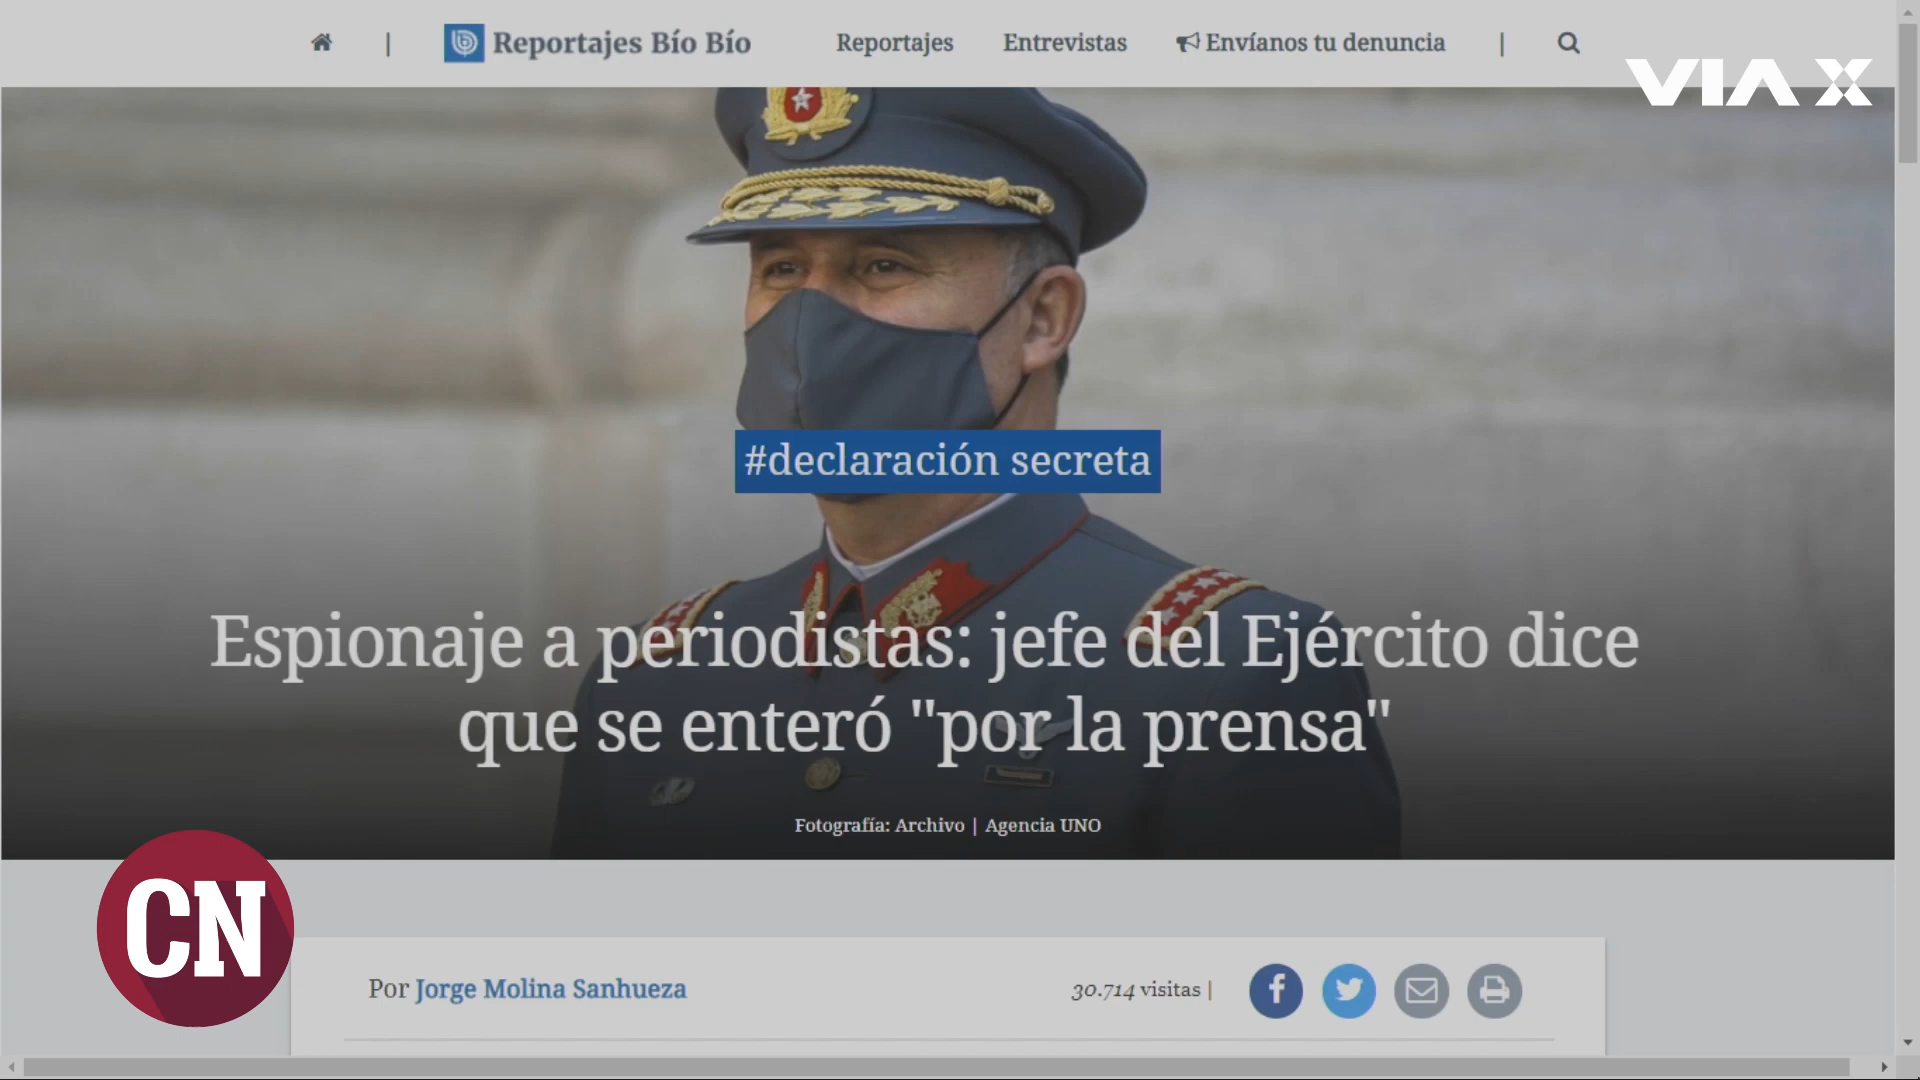 Reportajes Bío Bío
Reportajes
Entrevistas
Envíanos tu denuncia
VIA X
#declaración secreta
Espionaje a periodistas: jefe del Ejército dice
que se enteró "por la prensa"
Fotografía: Archivo | Agencia UNO
CN
Por Jorge Molina Sanhueza
30.714 visitas |